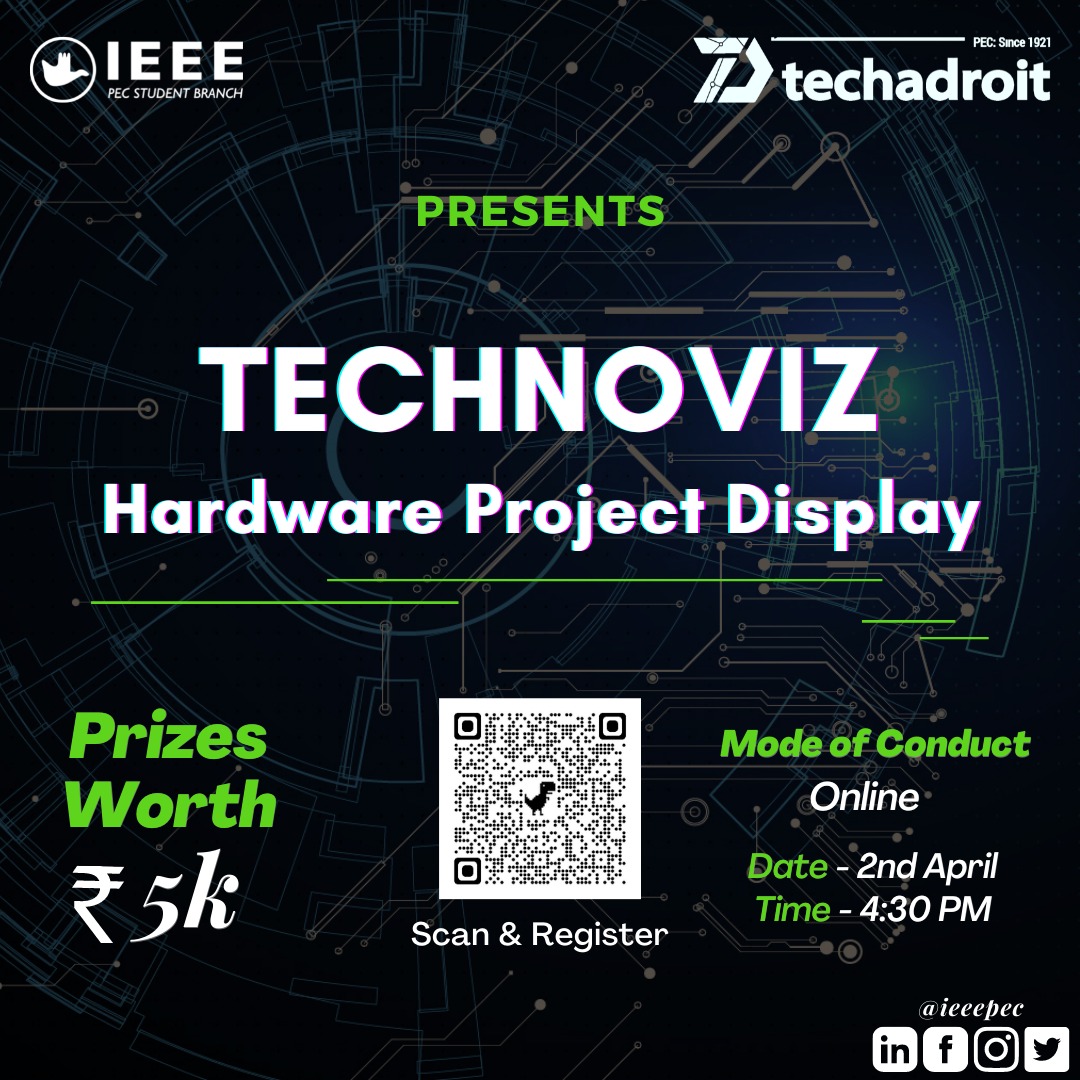 IEEE
PEC STUDENT BRANCH
PEC: Since 1921
techadroit
PRESENTS
TECHNOVIZ
Hardware Project Display
Prizes
Worth
₹ 5k
Scan & Register
Mode of Conduct
Online
Date - 2nd April
Time - 4:30 PM
@ieeepec